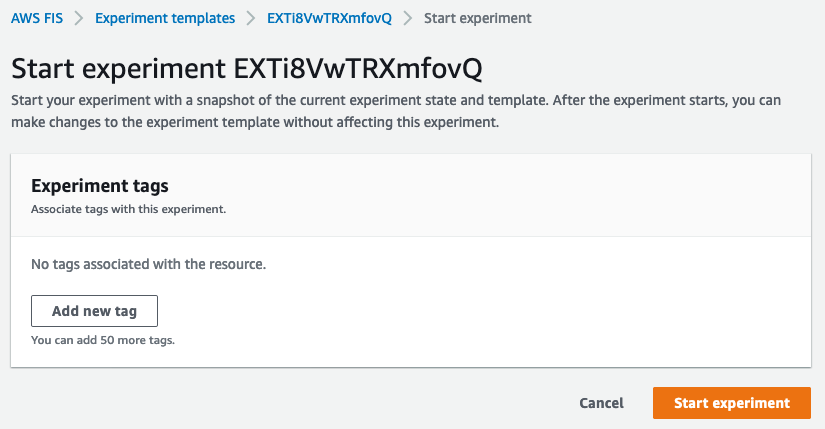 AWS FIS > Experiment templates > EXTi8VwTRXmfovQ > Start experiment
Start experiment EXTi8VwTRXmfovQ
Start your experiment with a snapshot of the current experiment state and template. After the experiment starts, you can
make changes to the experiment template without affecting this experiment.
Experiment tags
Associate tags with this experiment.
No tags associated with the resource.
Add new tag
You can add 50 more tags.
Cancel Start experiment